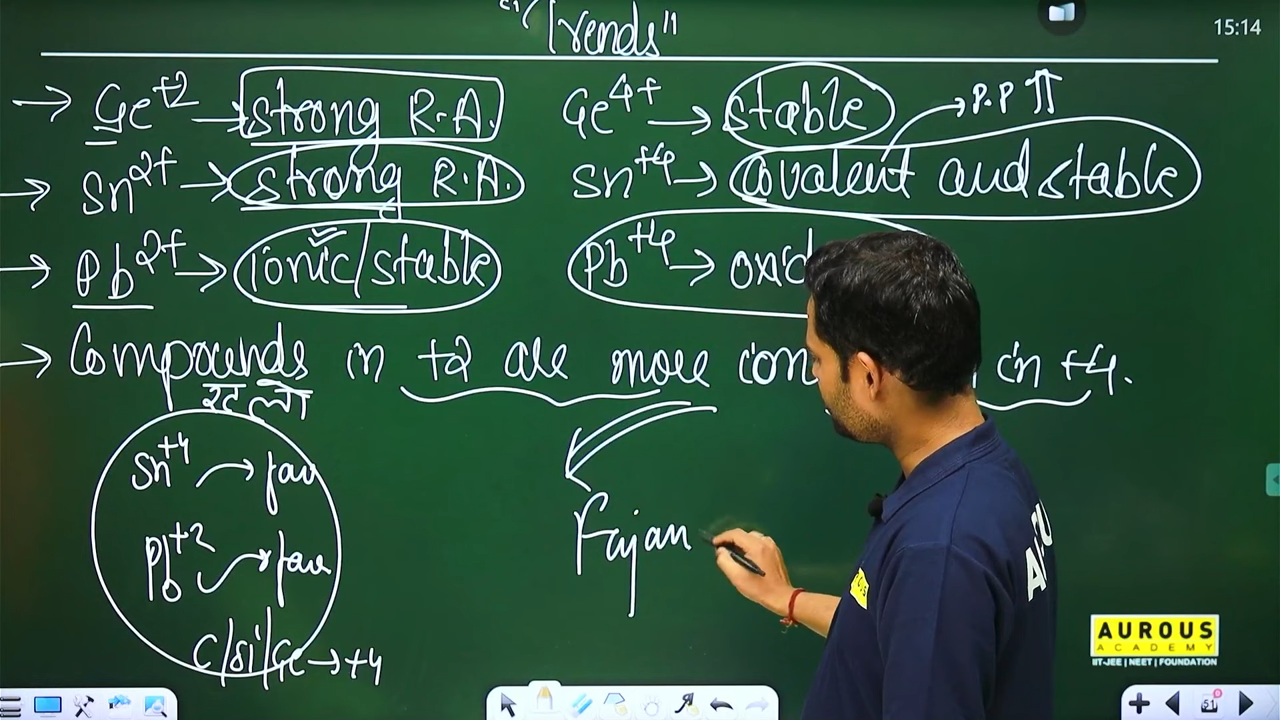 "Trends"
15:14
→ Ge+2 → strong R.A. Ge4+ → stable → P.P ⇈
→ Sn2+ → strong R.A. Sn+4 → covalent and stable
→ Pb2+ → ionic/stable Pb+4 → oxid
→ Compounds in +2 are more in +4.
रट लो
Sn+4 → fav
Pb+2 → fav
C/Si/Ge → +4
Fajan
AUROUS
ACADEMY
IIT-JEE | NEET | FOUNDATION
51